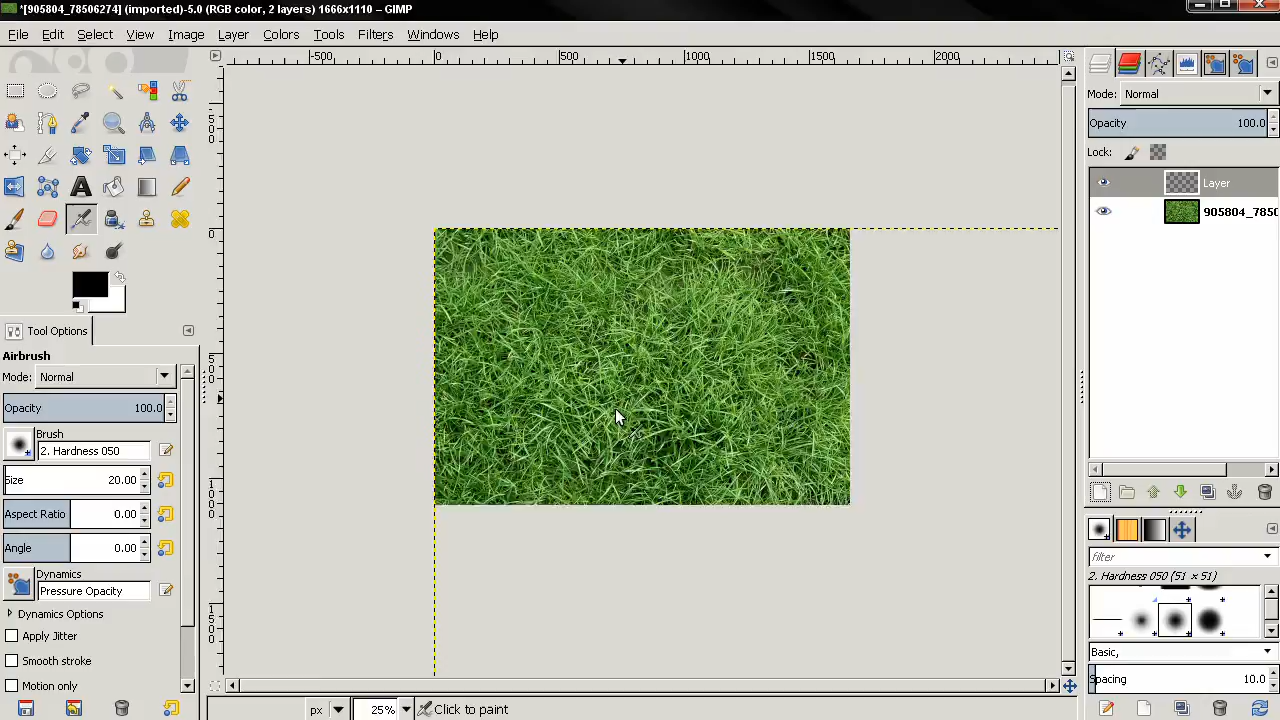 *[905804_78506274] (imported)-5.0 (RGB color, 2 layers) 1666x1110 – GIMP
File Edit Select View Image Layer Colors Tools Filters Windows Help
-500 0 500 1000 1500 2000
Mode: Normal
Opacity 100.0
Lock:
Layer
905804_7850
0
500
1000
1500
Tool Options
Airbrush
Mode: Normal
Opacity 100.0
Brush
2. Hardness 050
Size 20.00
Aspect Ratio 0.00
Angle 0.00
Dynamics
Pressure Opacity
Dynamics Options
Apply Jitter
Smooth stroke
Motion only
filter
2. Hardness 050 (51 × 51)
Basic,
Spacing 10.0
px 25% Click to paint